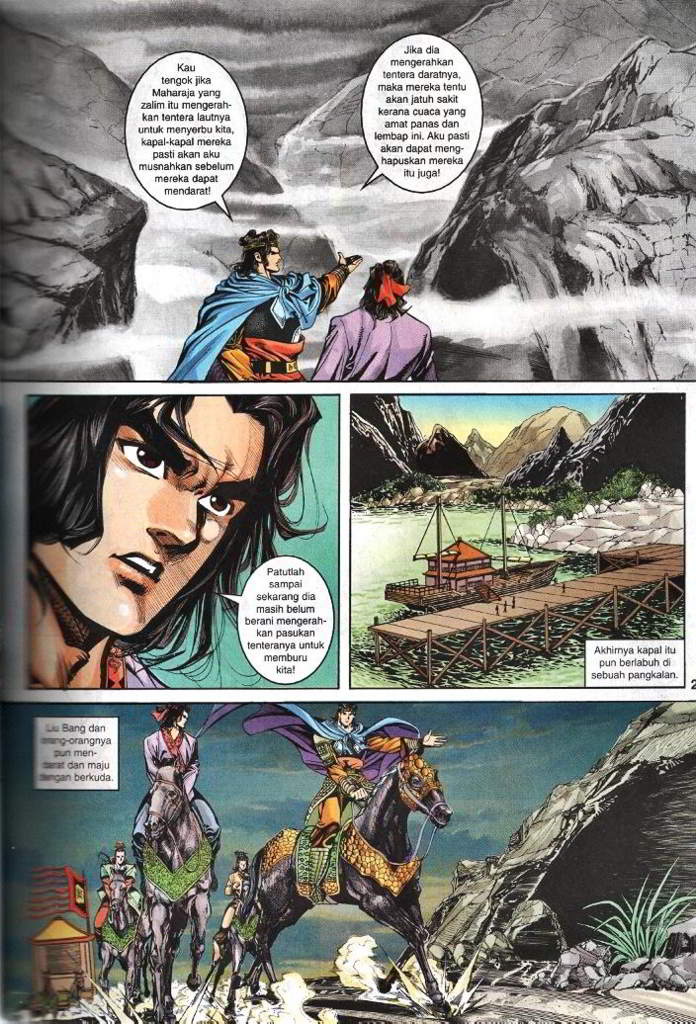 Kau
tengok jika
Maharaja yang
zalim itu mengerah-
kan tentera lautnya
untuk menyerbu kita,
kapal-kapal mereka
pasti akan aku
musnahkan sebelum
mereka dapat
mendarat!
Jika dia
mengerahkan
tentera daratnya,
maka mereka tentu
akan jatuh sakit
kerana cuaca yang
amat panas dan
lembap ini. Aku pasti
akan dapat meng-
hapuskan mereka
itu juga!
Patutlah
sampai
sekarang dia
masih belum
berani mengerah-
kan pasukan
tenteranya untuk
memburu
kita!
Akhirnya kapal itu
pun berlabuh di
sebuah pangkalan.
2
Liu Bang dan
orang-orangnya
pun men-
darat dan maju
dengan berkuda.